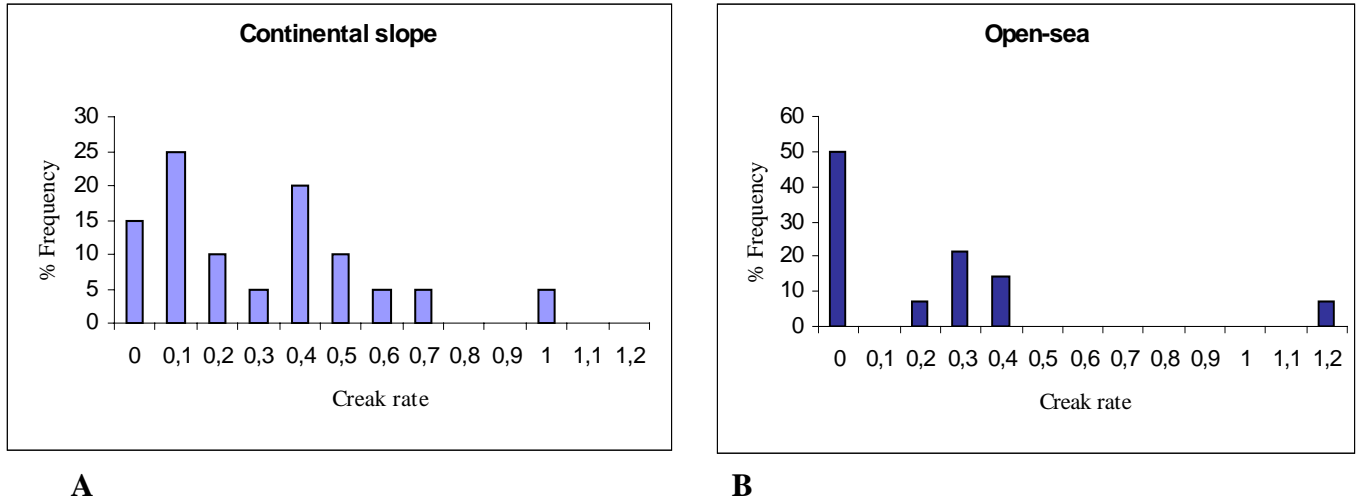 Continental slope
30
25
20
15
10
5
0
% Frequency
0 0,1 0,2 0,3 0,4 0,5 0,6 0,7 0,8 0,9 1 1,1 1,2
Creak rate
A
Open-sea
60
50
40
30
20
10
0
% Frequency
0 0,1 0,2 0,3 0,4 0,5 0,6 0,7 0,8 0,9 1 1,1 1,2
Creak rate
B